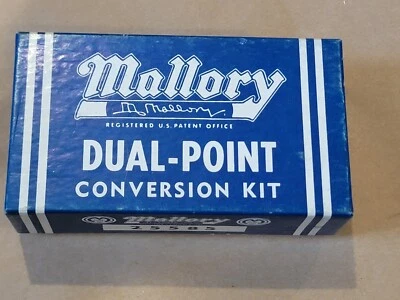 Mallory
M Mallory
REGISTERED U.S. PATENT OFFICE
DUAL-POINT
CONVERSION KIT
Mallory
25585